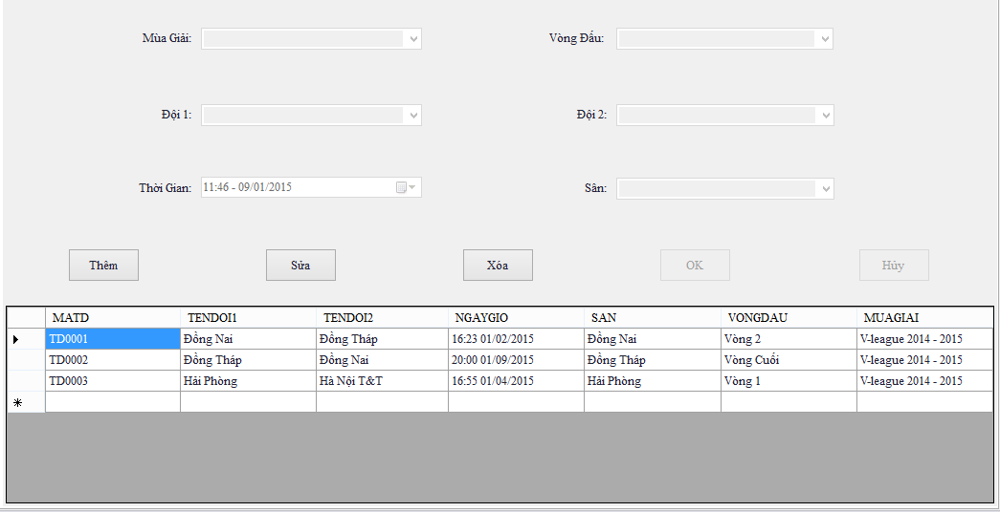 Mùa Giải: Vòng Đấu:
Đội 1: Đội 2:
Thời Gian: 11:46 - 09/01/2015 Sân:
Thêm Sửa Xóa OK Hủy
MATD TENDOI1 TENDOI2 NGAYGIO SAN VONGDAU MUAGIAI
TD0001 Đồng Nai Đồng Tháp 16:23 01/02/2015 Đồng Nai Vòng 2 V-league 2014 - 2015
TD0002 Đồng Tháp Đồng Nai 20:00 01/09/2015 Đồng Tháp Vòng Cuối V-league 2014 - 2015
TD0003 Hải Phòng Hà Nội T&T 16:55 01/04/2015 Hải Phòng Vòng 1 V-league 2014 - 2015